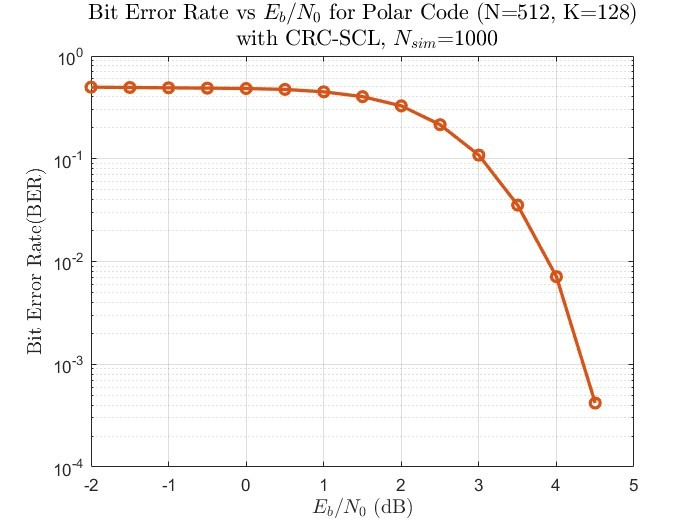 Bit Error Rate vs E_b/N_0 for Polar Code (N=512, K=128)
with CRC-SCL, N_{sim}=1000
10^0
10^{-1}
10^{-2}
10^{-3}
10^{-4}
Bit Error Rate(BER)
-2 -1 0 1 2 3 4 5
E_b/N_0 (dB)